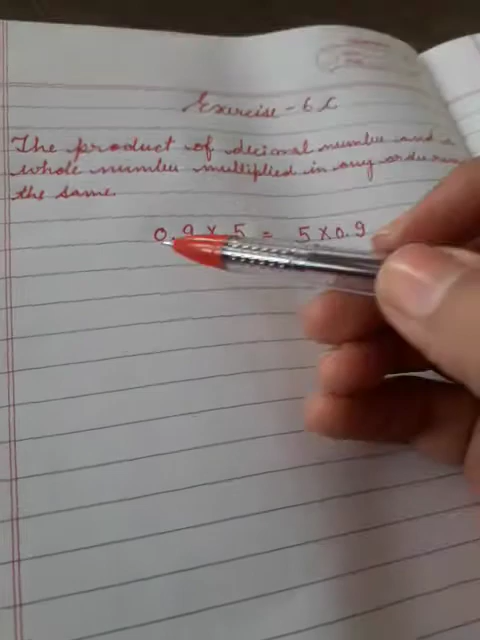 Exercise - 6 C
The product of decimal number and a
whole number multiplied in any order
the same.
0.9 × 5 = 5 × 0.9